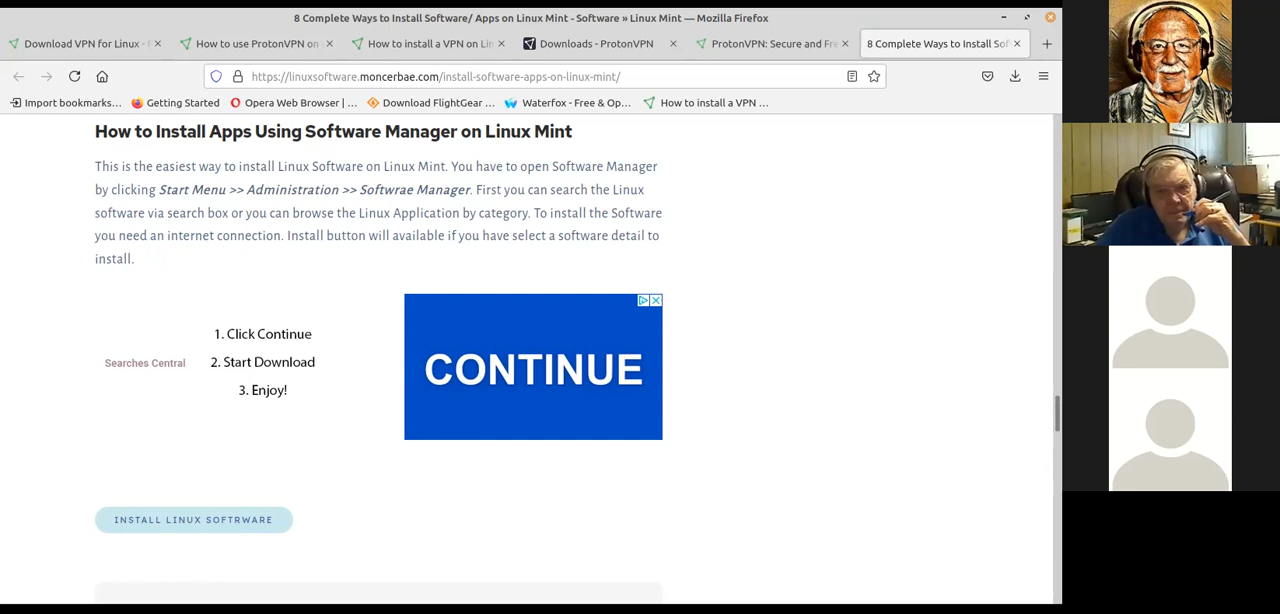 8 Complete Ways to Install Software/ Apps on Linux Mint - Software » Linux Mint — Mozilla Firefox
Download VPN for Linux - 
How to use ProtonVPN on
How to install a VPN on Lin
Downloads - ProtonVPN
ProtonVPN: Secure and Fre
8 Complete Ways to Install Sof
https://linuxsoftware.moncerbae.com/install-software-apps-on-linux-mint/
Import bookmarks…
Getting Started
Opera Web Browser | …
Download FlightGear …
Waterfox - Free & Op…
How to install a VPN …
How to Install Apps Using Software Manager on Linux Mint
This is the easiest way to install Linux Software on Linux Mint. You have to open Software Manager
by clicking Start Menu >> Administration >> Softwrae Manager. First you can search the Linux
software via search box or you can browse the Linux Application by category. To install the Software
you need an internet connection. Install button will available if you have select a software detail to
install.
Searches Central
1. Click Continue
2. Start Download
3. Enjoy!
CONTINUE
INSTALL LINUX SOFTRWARE